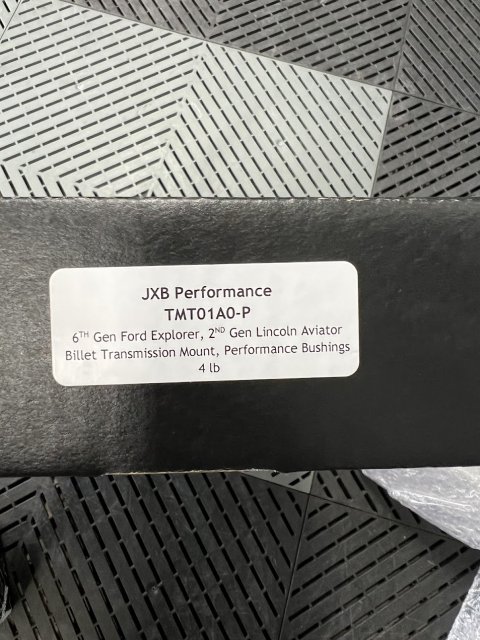 JXB Performance
TMT01A0-P
6TH Gen Ford Explorer, 2ND Gen Lincoln Aviator
Billet Transmission Mount, Performance Bushings
4 lb